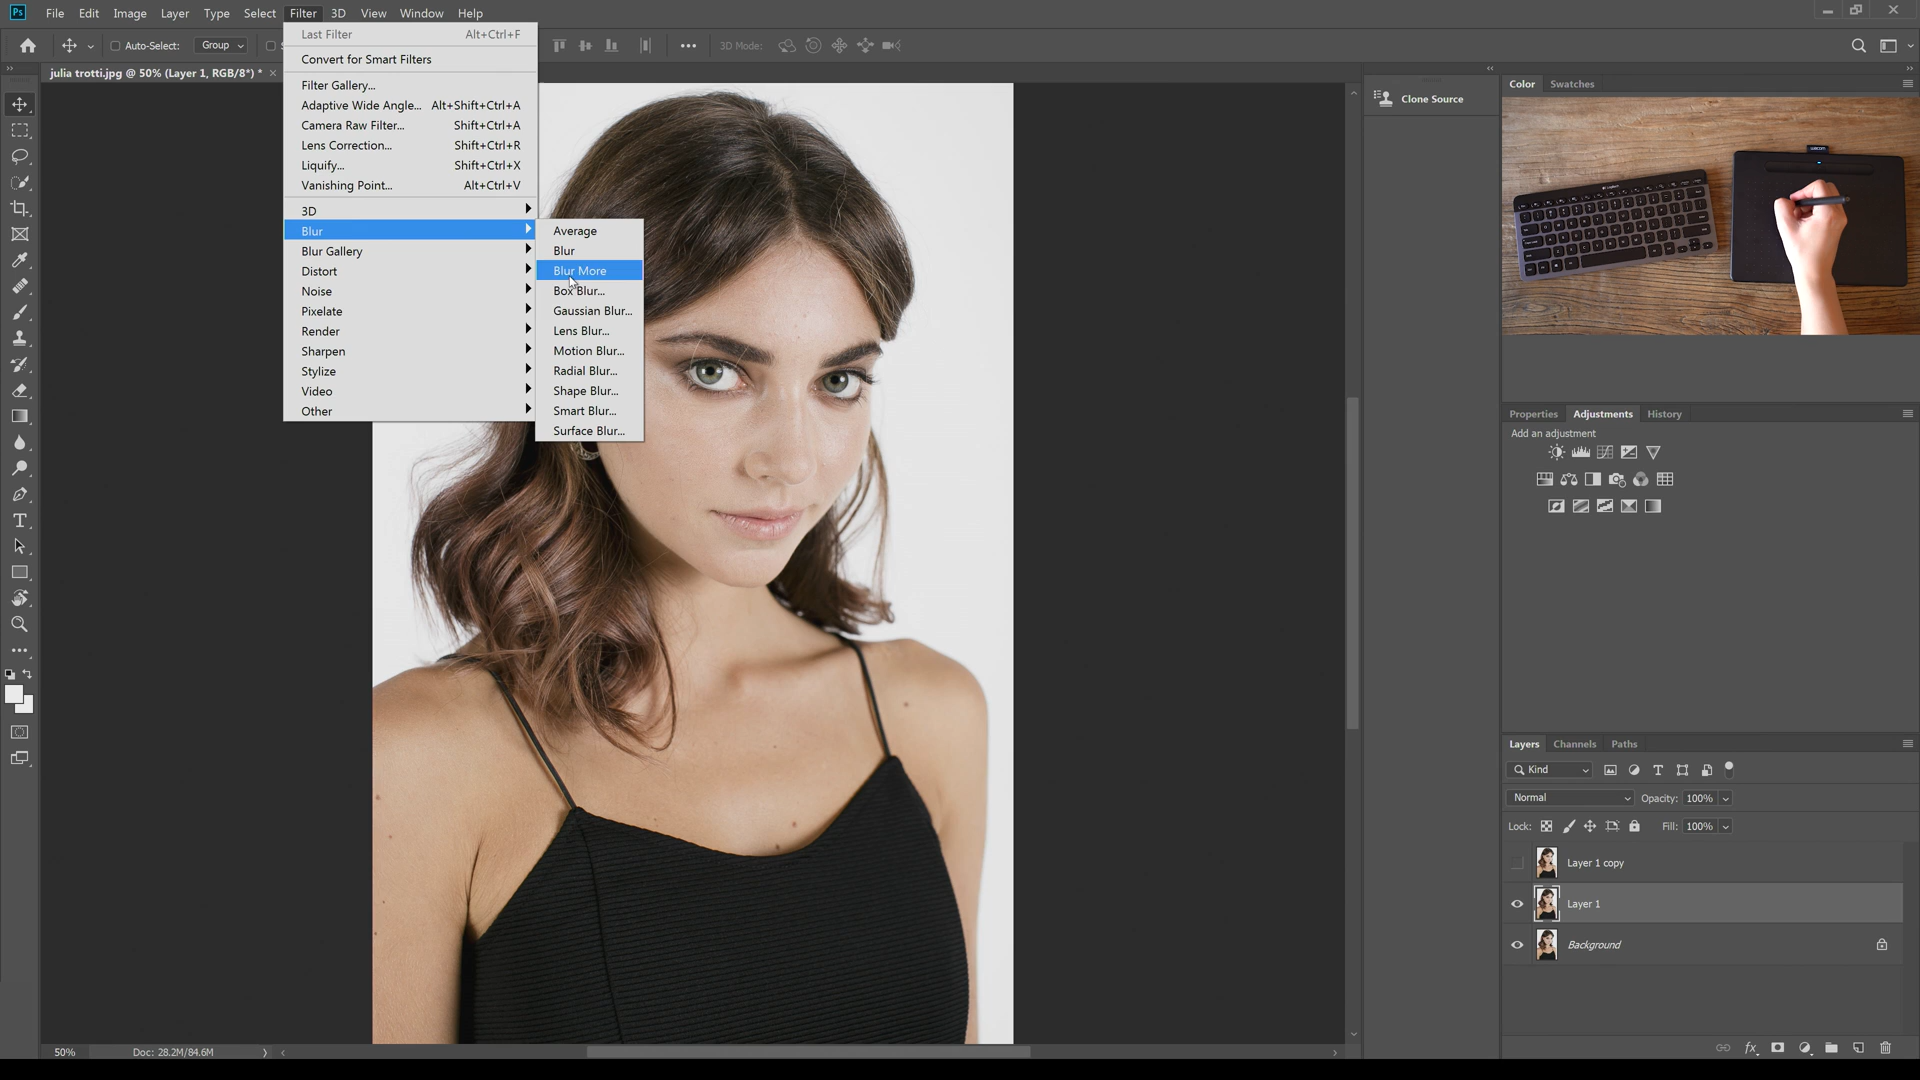 Ps File Edit Image Layer Type Select Filter 3D View Window Help
Auto-Select: Group
3D Mode:
julia trotti.jpg @ 50% (Layer 1, RGB/8*) *
Last Filter Alt+Ctrl+F
Convert for Smart Filters
Filter Gallery...
Adaptive Wide Angle... Alt+Shift+Ctrl+A
Camera Raw Filter... Shift+Ctrl+A
Lens Correction... Shift+Ctrl+R
Liquify... Shift+Ctrl+X
Vanishing Point... Alt+Ctrl+V
3D
Blur
Blur Gallery
Distort
Noise
Pixelate
Render
Sharpen
Stylize
Video
Other
Average
Blur
Blur More
Box Blur...
Gaussian Blur...
Lens Blur...
Motion Blur...
Radial Blur...
Shape Blur...
Smart Blur...
Surface Blur...
Clone Source
Color Swatches
wacom
Properties Adjustments History
Add an adjustment
Layers Channels Paths
Kind
Normal Opacity: 100%
Lock: Fill: 100%
Layer 1 copy
Layer 1
Background
50% Doc: 28.2M/84.6M